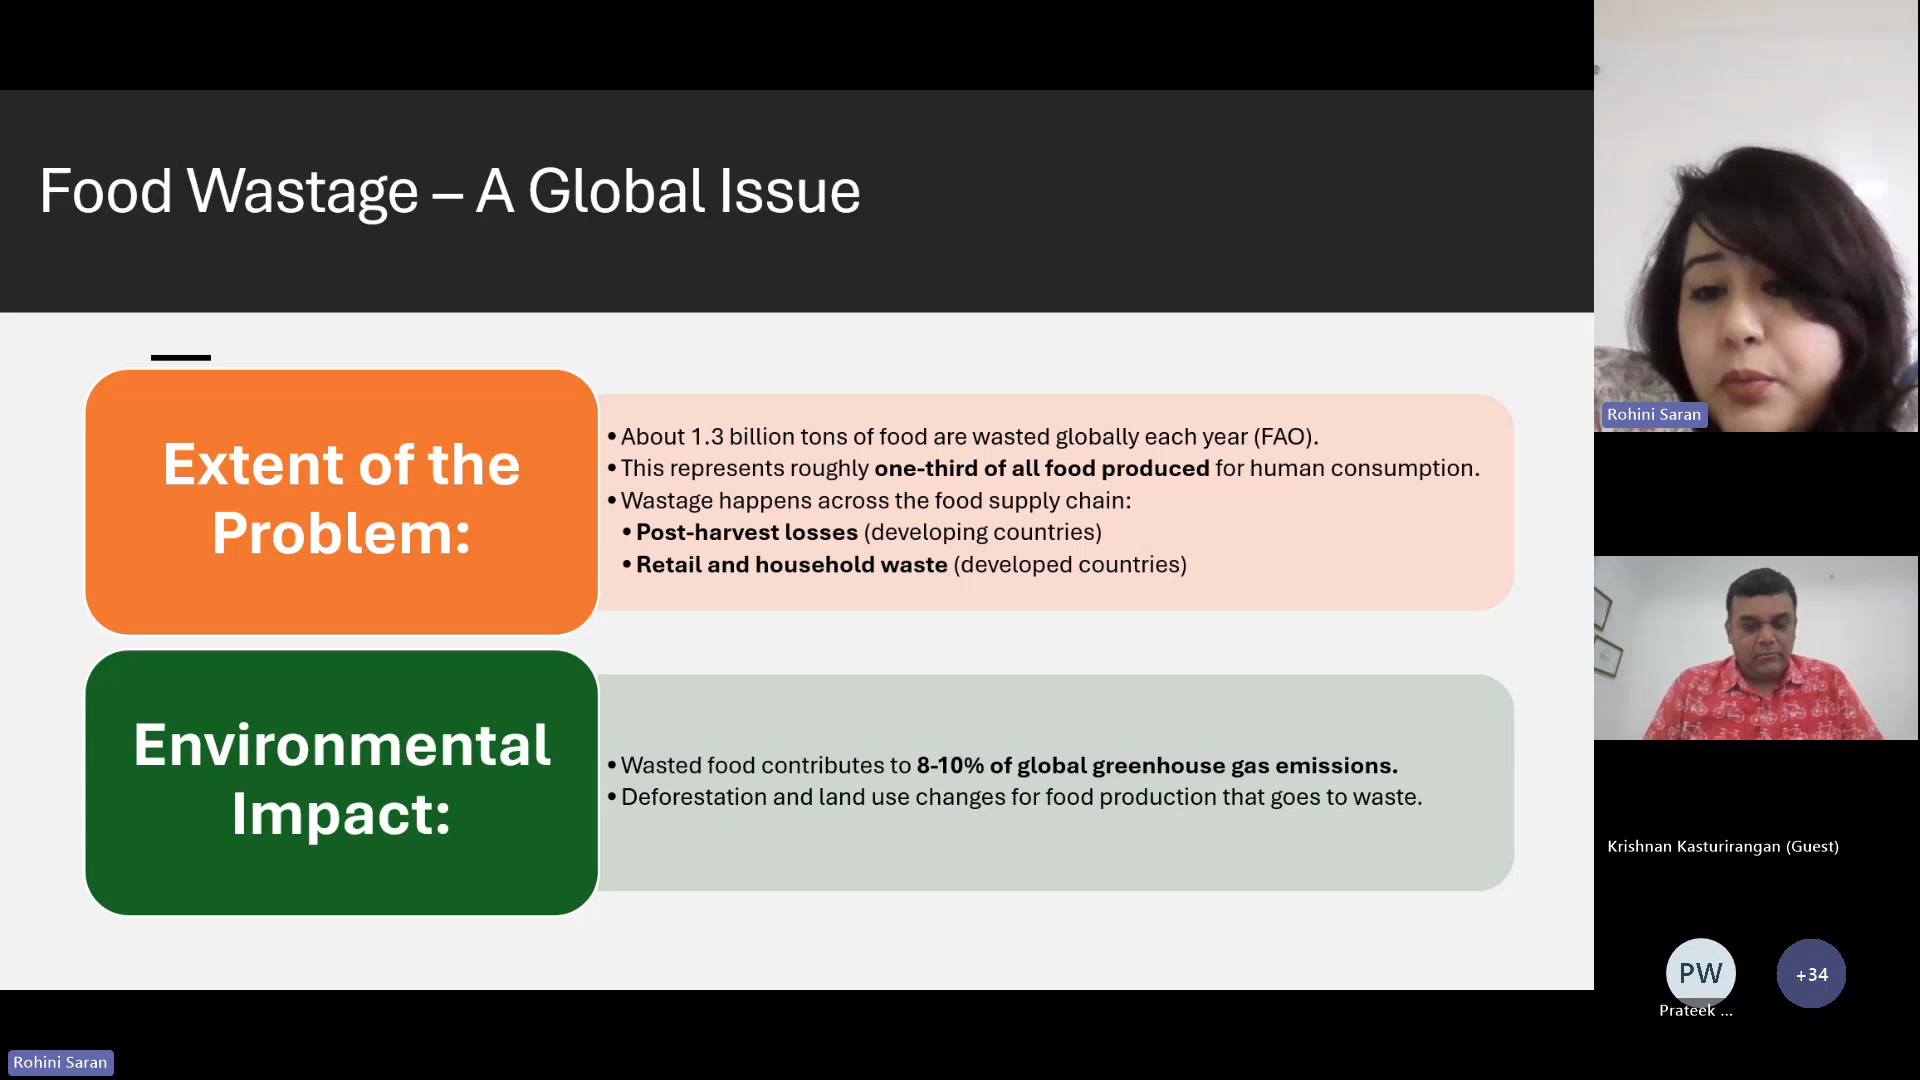 Food Wastage – A Global Issue
Extent of the
Problem:
• About 1.3 billion tons of food are wasted globally each year (FAO).
• This represents roughly one-third of all food produced for human consumption.
• Wastage happens across the food supply chain:
• Post-harvest losses (developing countries)
• Retail and household waste (developed countries)
Environmental
Impact:
• Wasted food contributes to 8-10% of global greenhouse gas emissions.
• Deforestation and land use changes for food production that goes to waste.
Rohini Saran
Krishnan Kasturirangan (Guest)
PW
+34
Prateek ...
Rohini Saran